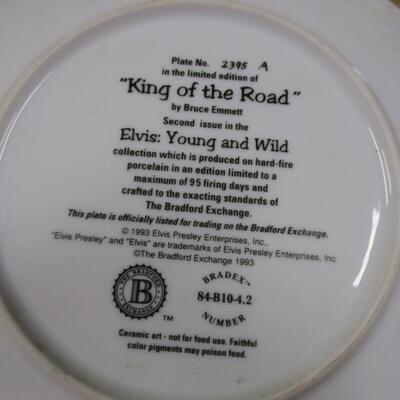 Plate No. 2395 A
in the limited edition of
"King of the Road"
by Bruce Emmett
Second issue in the
Elvis: Young and Wild
collection which is produced on hard-fire
porcelain in an edition limited to a
maximum of 95 firing days and
crafted to the exacting standards of
The Bradford Exchange.
This plate is officially listed for trading on the Bradford Exchange.
© 1993 Elvis Presley Enterprises, Inc.,
"Elvis Presley" and "Elvis" are trademarks of Elvis Presley Enterprises, Inc.
©The Bradford Exchange 1993
THE BRADFORD
B
EXCHANGE
BRADEX
84-B10-4.2
NUMBER
Ceramic art - not for food use. Faithful
color pigments may poison food.